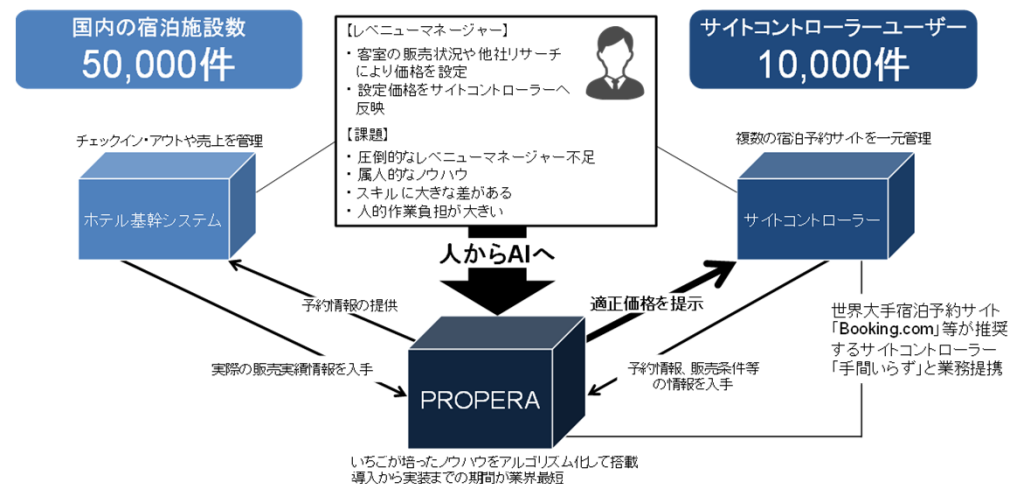 国内の宿泊施設数
50,000件
【レベニューマネージャー】
・客室の販売状況や他社リサーチ
により価格を設定
・設定価格をサイトコントローラーへ
反映
【課題】
・圧倒的なレベニューマネージャー不足
・属人的なノウハウ
・スキルに大きな差がある
・人的作業負担が大きい
サイトコントローラーユーザー
10,000件
チェックイン・アウトや売上を管理
ホテル基幹システム
複数の宿泊予約サイトを一元管理
サイトコントローラー
人からAIへ
予約情報の提供
適正価格を提示
実際の販売実績情報を入手
予約情報、販売条件等
の情報を入手
世界大手宿泊予約サイト
「Booking.com」等が推奨
するサイトコントローラー
「手間いらず」と業務提携
PROPERA
いちごが培ったノウハウをアルゴリズム化して搭載
導入から実装までの期間が業界最短